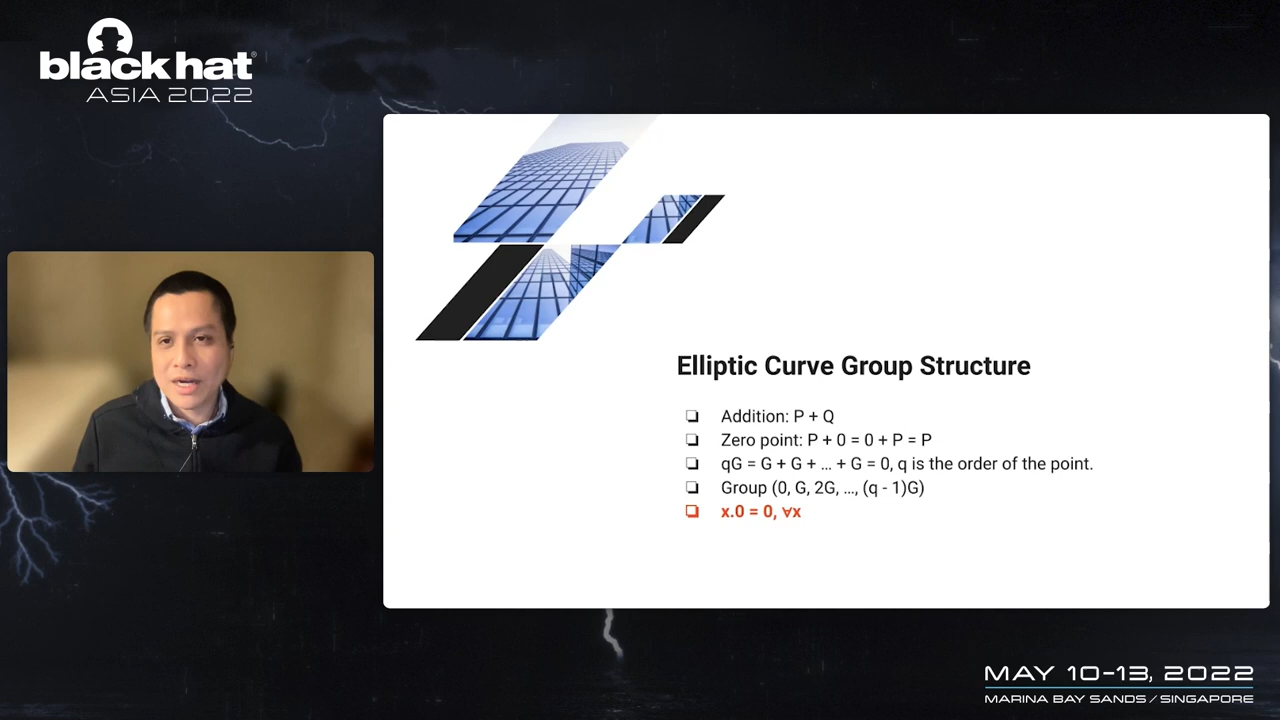 black hat®
ASIA 2022
Elliptic Curve Group Structure
Addition: P + Q
Zero point: P + 0 = 0 + P = P
qG = G + G + … + G = 0, q is the order of the point.
Group (0, G, 2G, …, (q - 1)G)
x.0 = 0, ∀x
MAY 10-13, 2022
MARINA BAY SANDS / SINGAPORE